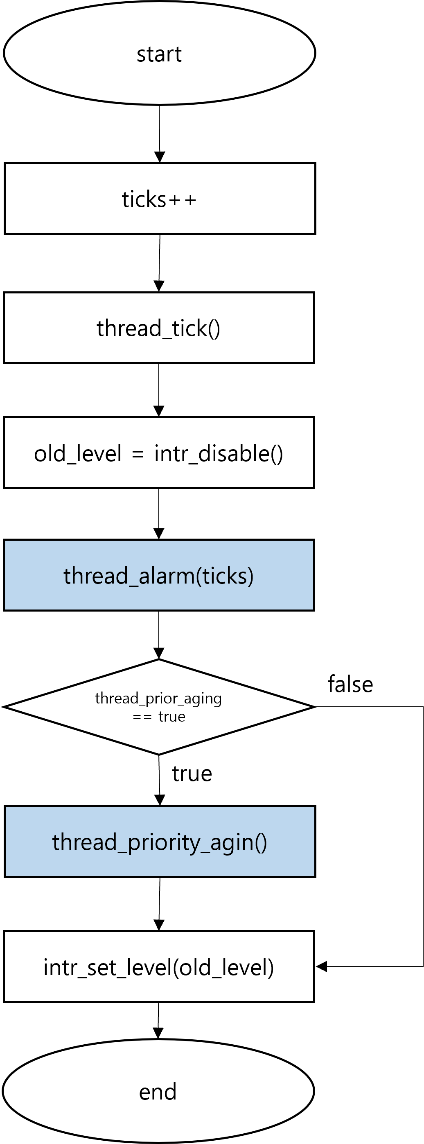 start
ticks++
thread_tick()
old_level = intr_disable()
thread_alarm(ticks)
thread_prior_aging
== true
false
true
thread_priority_agin()
intr_set_level(old_level)
end